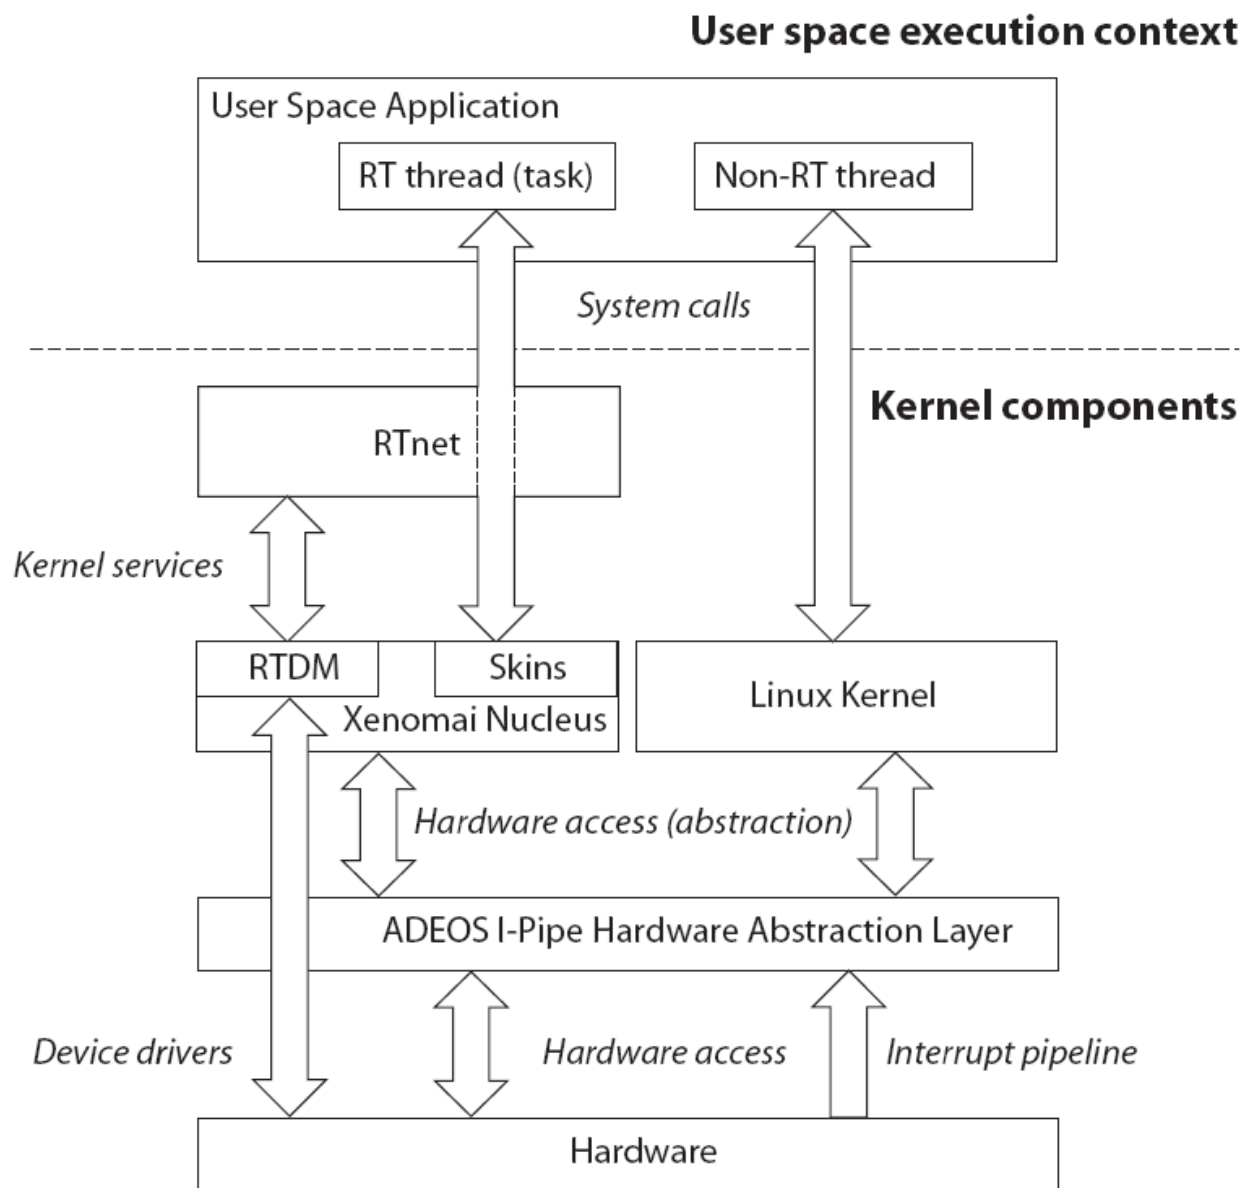 User space execution context
User Space Application
RT thread (task)
Non-RT thread
System calls
Kernel components
RTnet
Kernel services
RTDM
Skins
Xenomai Nucleus
Linux Kernel
Hardware access (abstraction)
ADEOS I-Pipe Hardware Abstraction Layer
Device drivers
Hardware access
Interrupt pipeline
Hardware